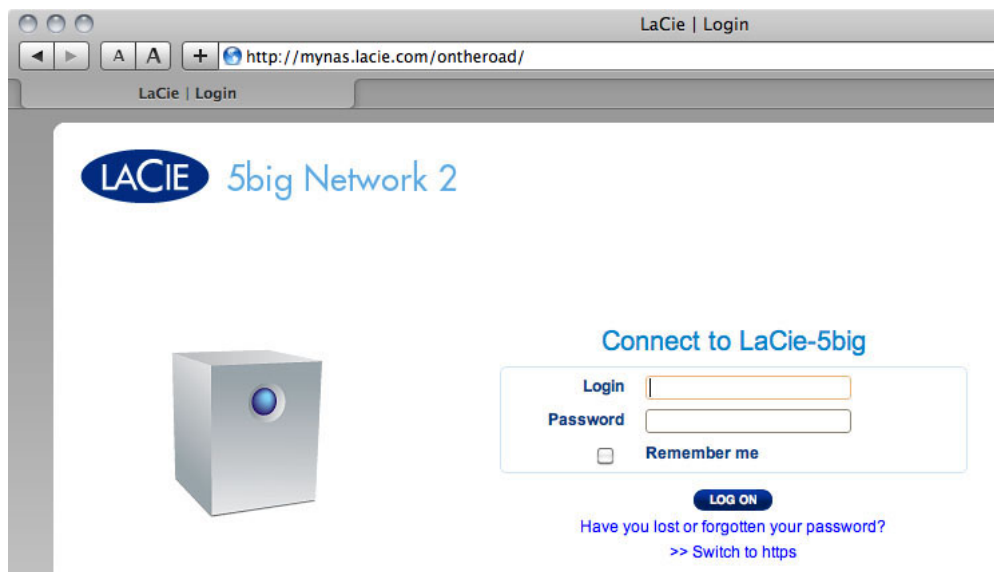 LaCie | Login
A A + http://mynas.lacie.com/ontheroad/
LaCie | Login
LACIE 5big Network 2
Connect to LaCie-5big
Login
Password
Remember me
LOG ON
Have you lost or forgotten your password?
>> Switch to https